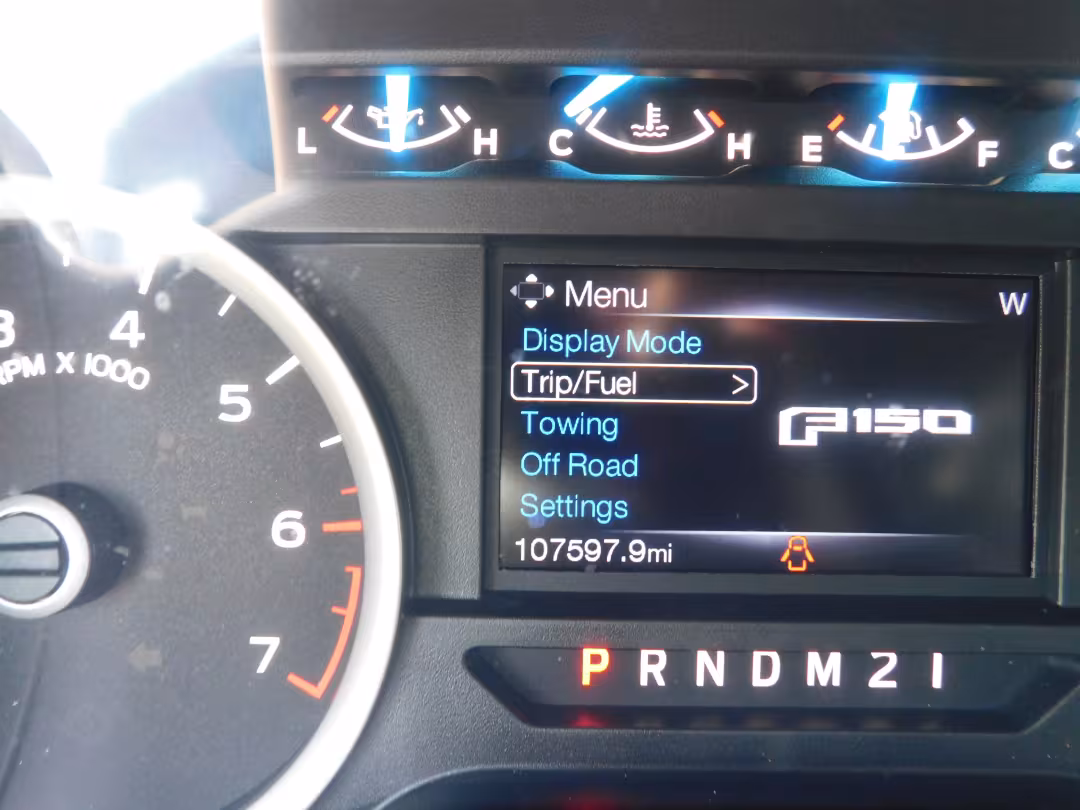 L H C H E F C
Menu W
Display Mode
Trip/Fuel >
Towing
F150
Off Road
Settings
107597.9mi
3 4 5 6 7
RPM X 1000
P R N D M 2 1